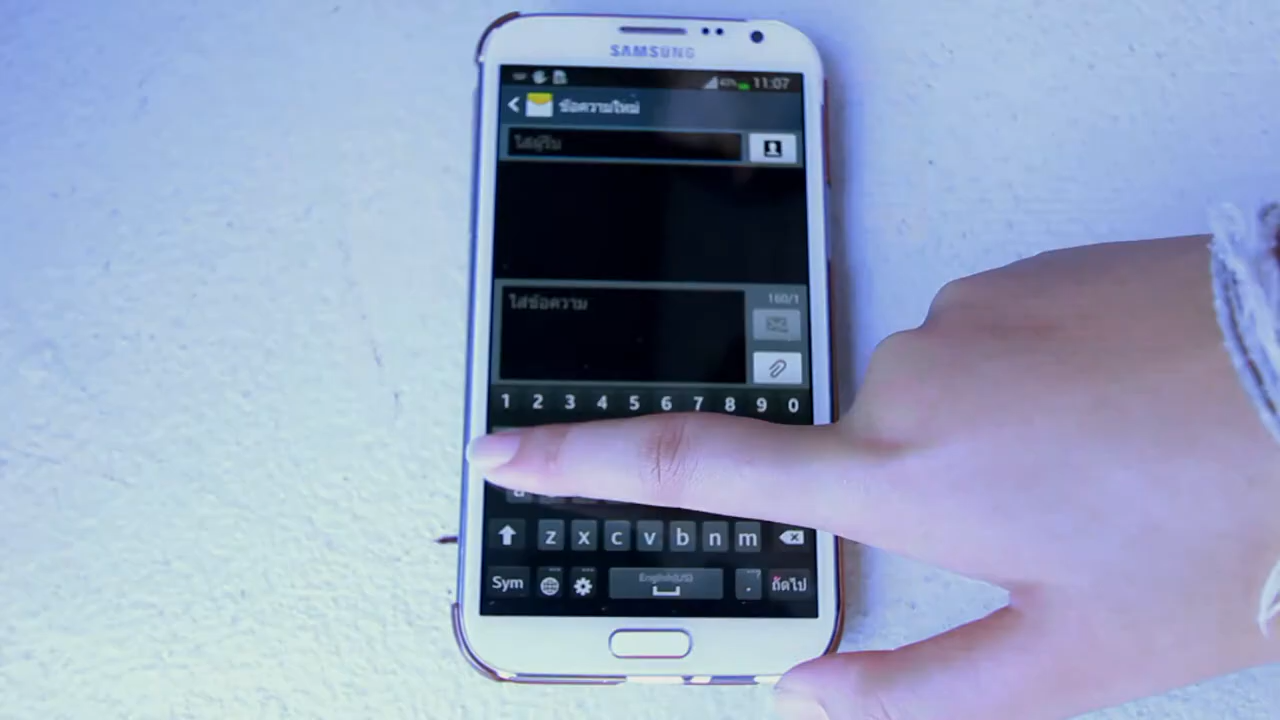 SAMSUNG
11:07
ข้อความใหม่
ใส่ผู้รับ
ใส่ข้อความ
160/1
1 2 3 4 5 6 7 8 9 0
z x c v b n m
Sym English(US) . ถัดไป